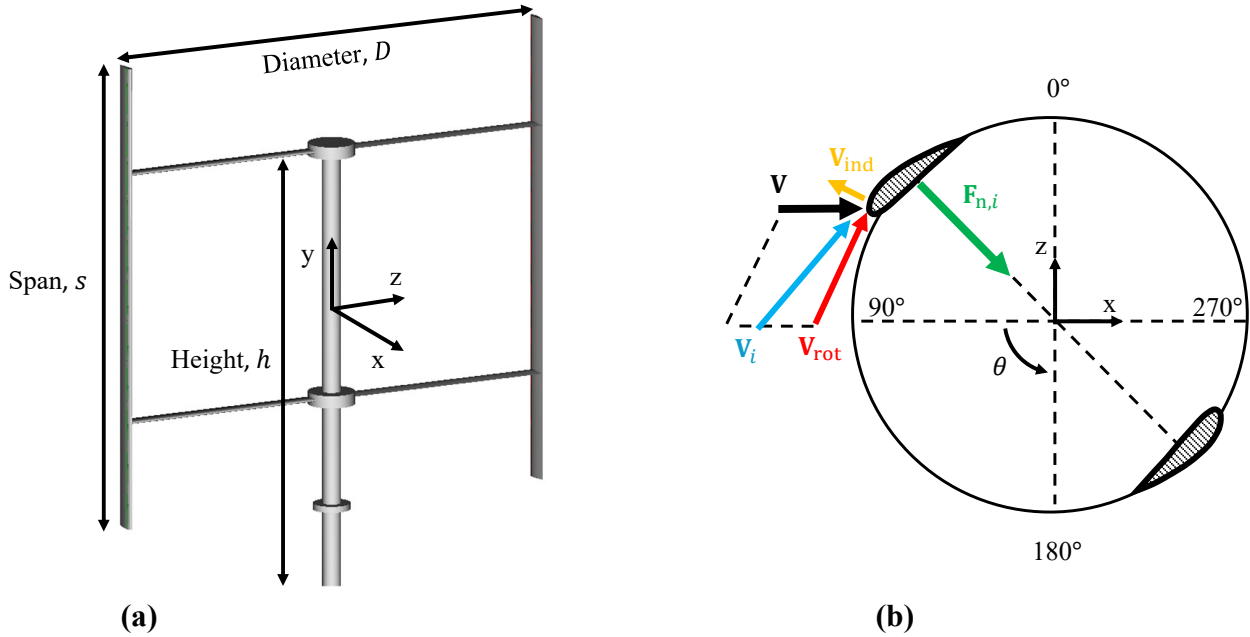 Diameter, D
Span, s
Height, h
y
z
x
(a)
0°
V_ind
V
F_n,i
z
90°
x
270°
V_i
V_rot
θ
180°
(b)